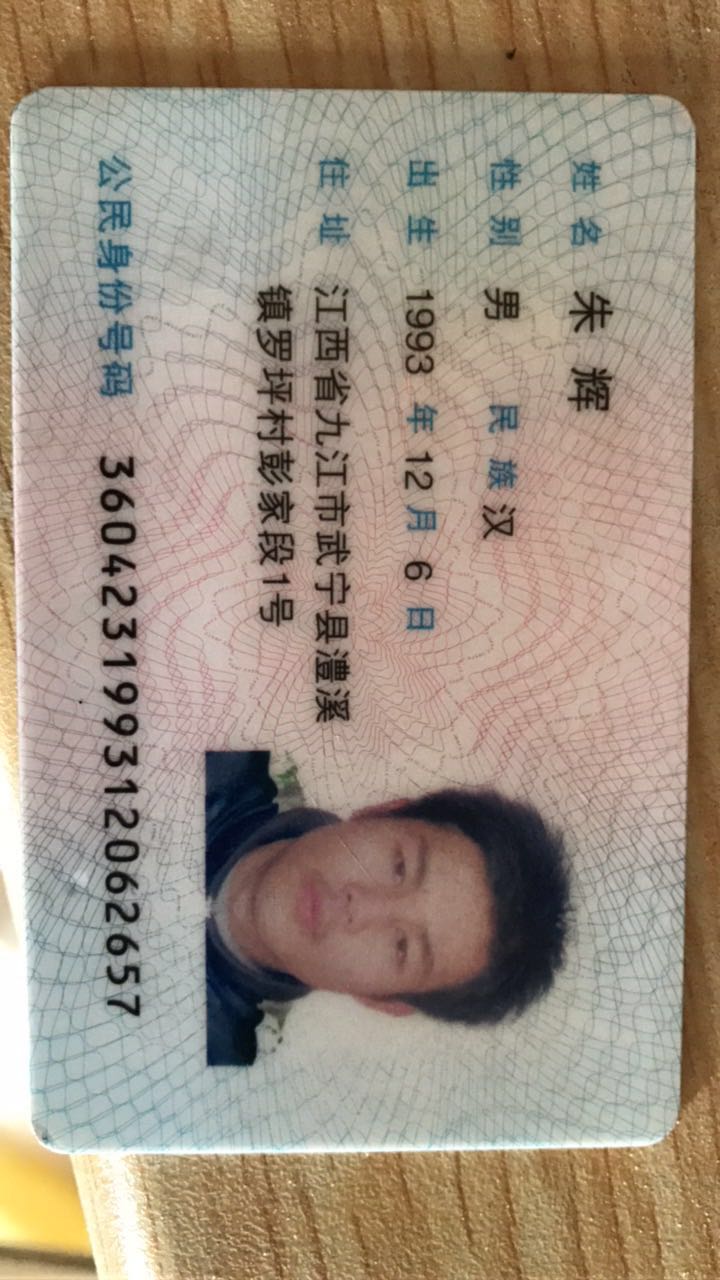 姓名 朱辉
性别 男 民族 汉
出生 1993 年 12 月 6 日
住址 江西省九江市武宁县澧溪
镇罗坪村彭家段1号
公民身份号码 360423199312062657